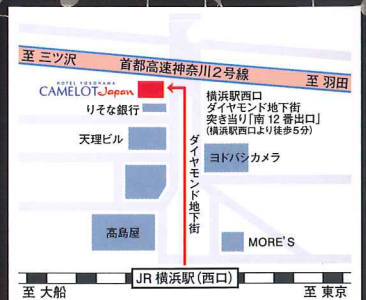 至 三ツ沢
首都高速神奈川2号線
至 羽田
HOTEL YOKOHAMA
CAMELOT Japan
りそな銀行
天理ビル
横浜駅西口
ダイヤモンド地下街
突き当り「南12番出口」
(横浜駅西口より徒歩5分)
ダイヤモンド地下街
ヨドバシカメラ
高島屋
MORE'S
JR 横浜駅(西口)
至 大船
至 東京